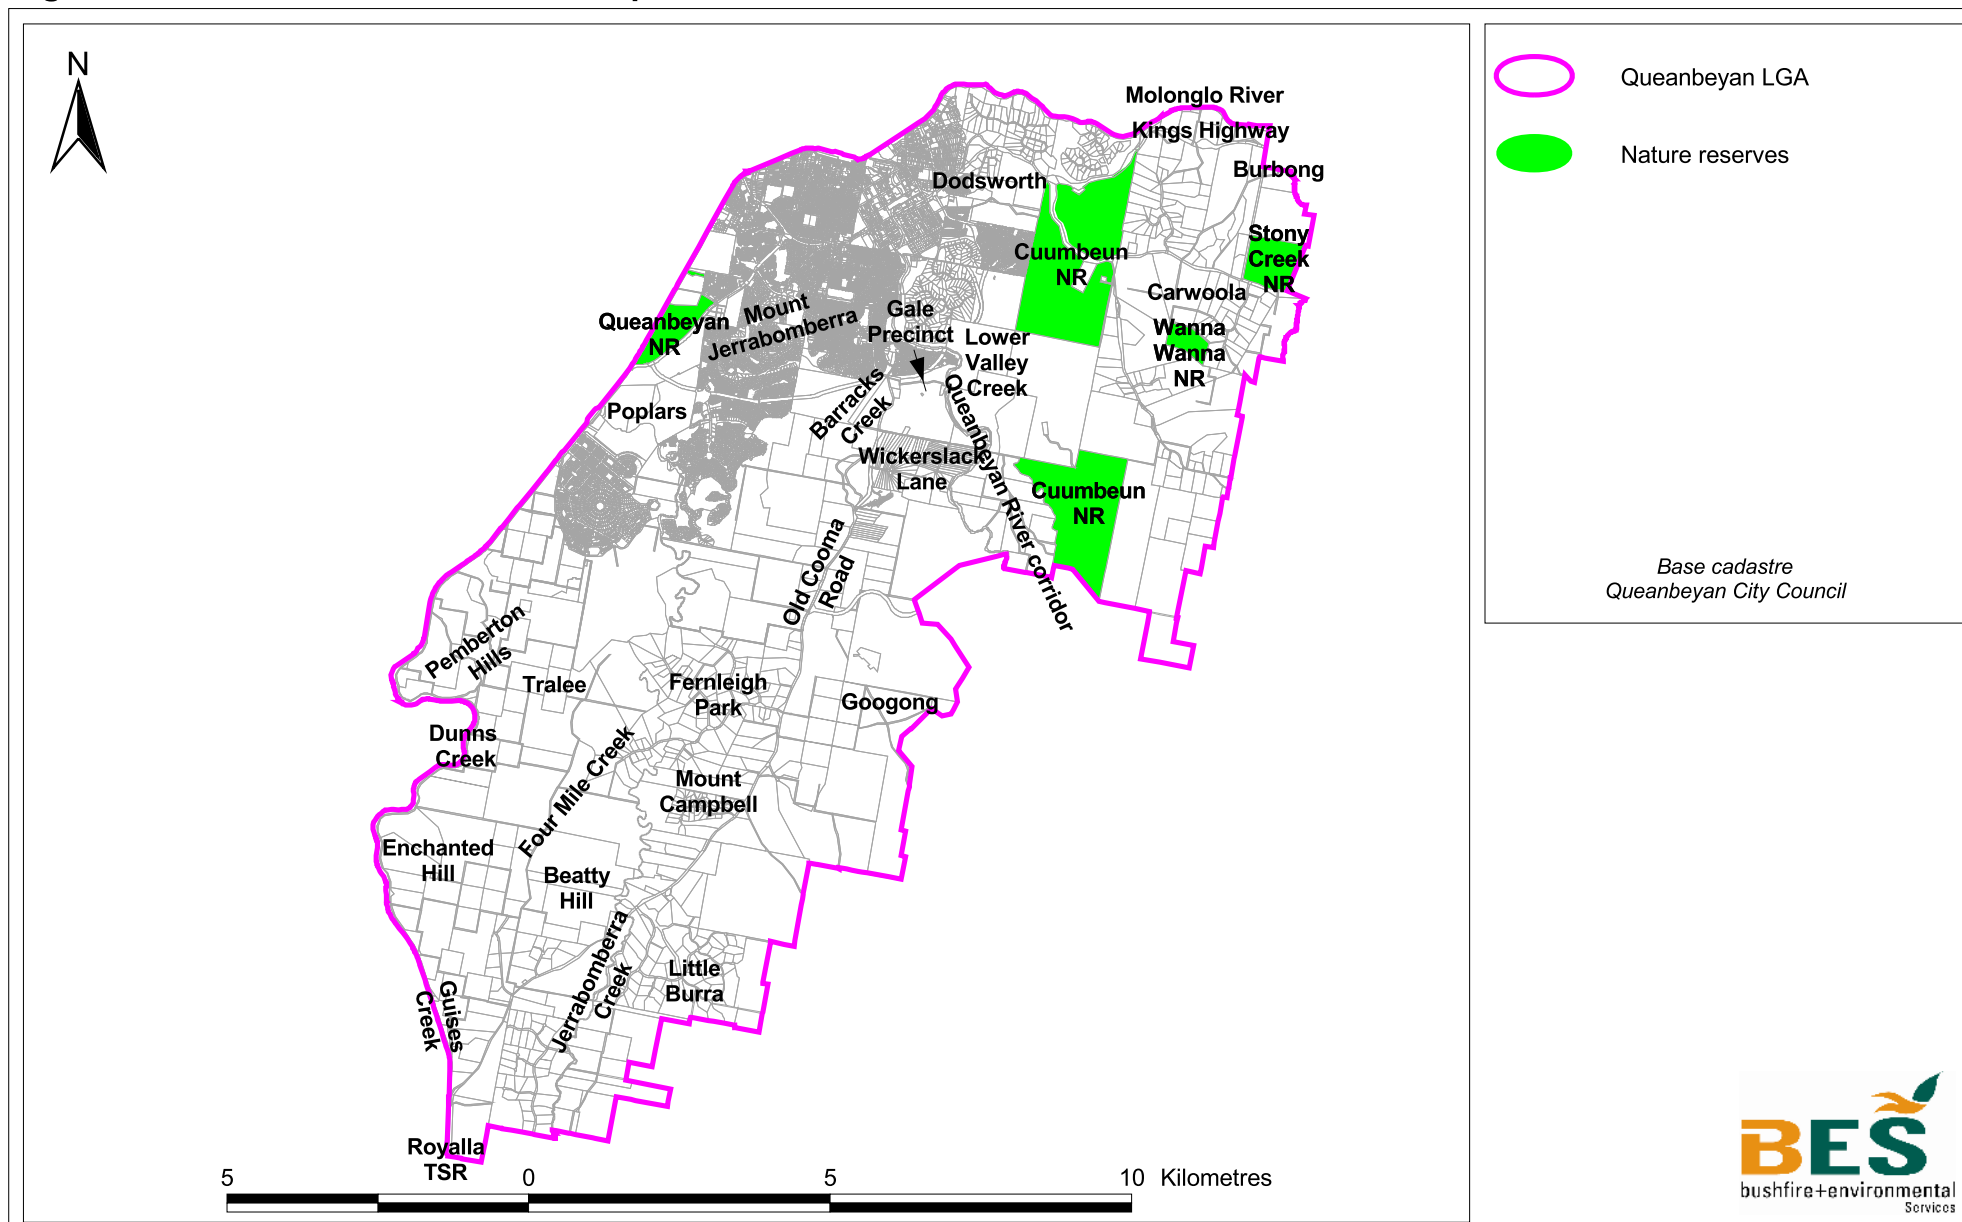 N
Molonglo River
Kings Highway
Burbong
Dodsworth
Stony
Creek
NR
Cuumbeun
NR
Carwoola
Wanna
Wanna
NR
Queanbeyan
NR
Mount
Jerrabomberra
Gale
Precinct
Lower
Valley
Creek
Poplars
Barracks
Creek
Queanbeyan River corridor
Wickerslack
Lane
Cuumbeun
NR
Old Cooma
Road
Pemberton
Hills
Tralee
Fernleigh
Park
Googong
Dunns
Creek
Four Mile Creek
Mount
Campbell
Enchanted
Hill
Beatty
Hill
Jerrabomberra
Creek
Little
Burra
Guises
Creek
Royalla
TSR
5 0 5 10 Kilometres
Queanbeyan LGA
Nature reserves
Base cadastre
Queanbeyan City Council
BES
bushfire+environmental
Services